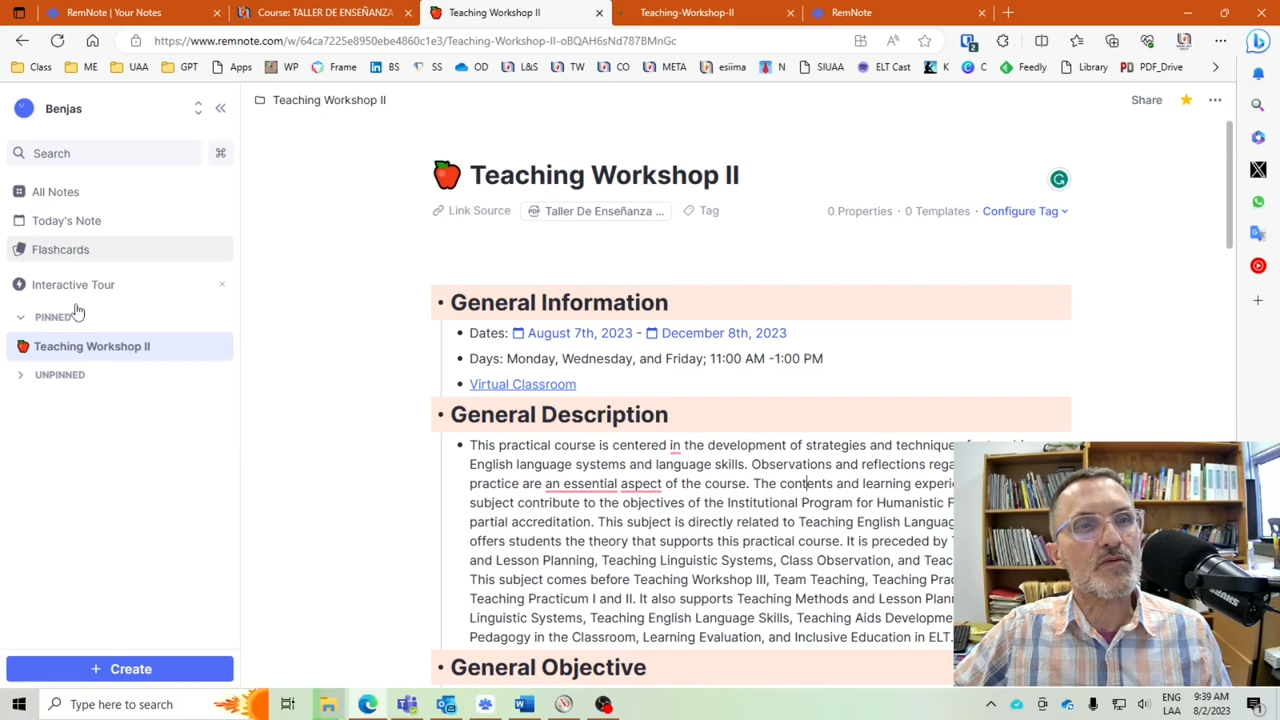 RemNote | Your Notes
Course: TALLER DE ENSEÑANZA
Teaching Workshop II
Teaching-Workshop-II
RemNote
https://www.remnote.com/w/64ca7225e8950ebe4860c1e3/Teaching-Workshop-II-oBQAH6sNd787BMnGc
Class ME UAA GPT Apps WP Frame BS SS OD L&S TW CO META esiima N SIUAA ELT Cast K C Feedly Library PDF_Drive
Benjas
Teaching Workshop II
Share
Search
All Notes
Today's Note
Flashcards
Interactive Tour
PINNED
Teaching Workshop II
UNPINNED
Create
Teaching Workshop II
Link Source Taller De Enseñanza ... Tag 0 Properties · 0 Templates · Configure Tag
General Information
Dates: August 7th, 2023 - December 8th, 2023
Days: Monday, Wednesday, and Friday; 11:00 AM -1:00 PM
Virtual Classroom
General Description
This practical course is centered in the development of strategies and technique
English language systems and language skills. Observations and reflections rega
practice are an essential aspect of the course. The contents and learning experi
subject contribute to the objectives of the Institutional Program for Humanistic F
partial accreditation. This subject is directly related to Teaching English Languag
offers students the theory that supports this practical course. It is preceded by
and Lesson Planning, Teaching Linguistic Systems, Class Observation, and Teac
This subject comes before Teaching Workshop III, Team Teaching, Teaching Prac
Teaching Practicum I and II. It also supports Teaching Methods and Lesson Plan
Linguistic Systems, Teaching English Language Skills, Teaching Aids Developme
Pedagogy in the Classroom, Learning Evaluation, and Inclusive Education in ELT.
General Objective
Type here to search
ENG
LAA
9:39 AM
8/2/2023